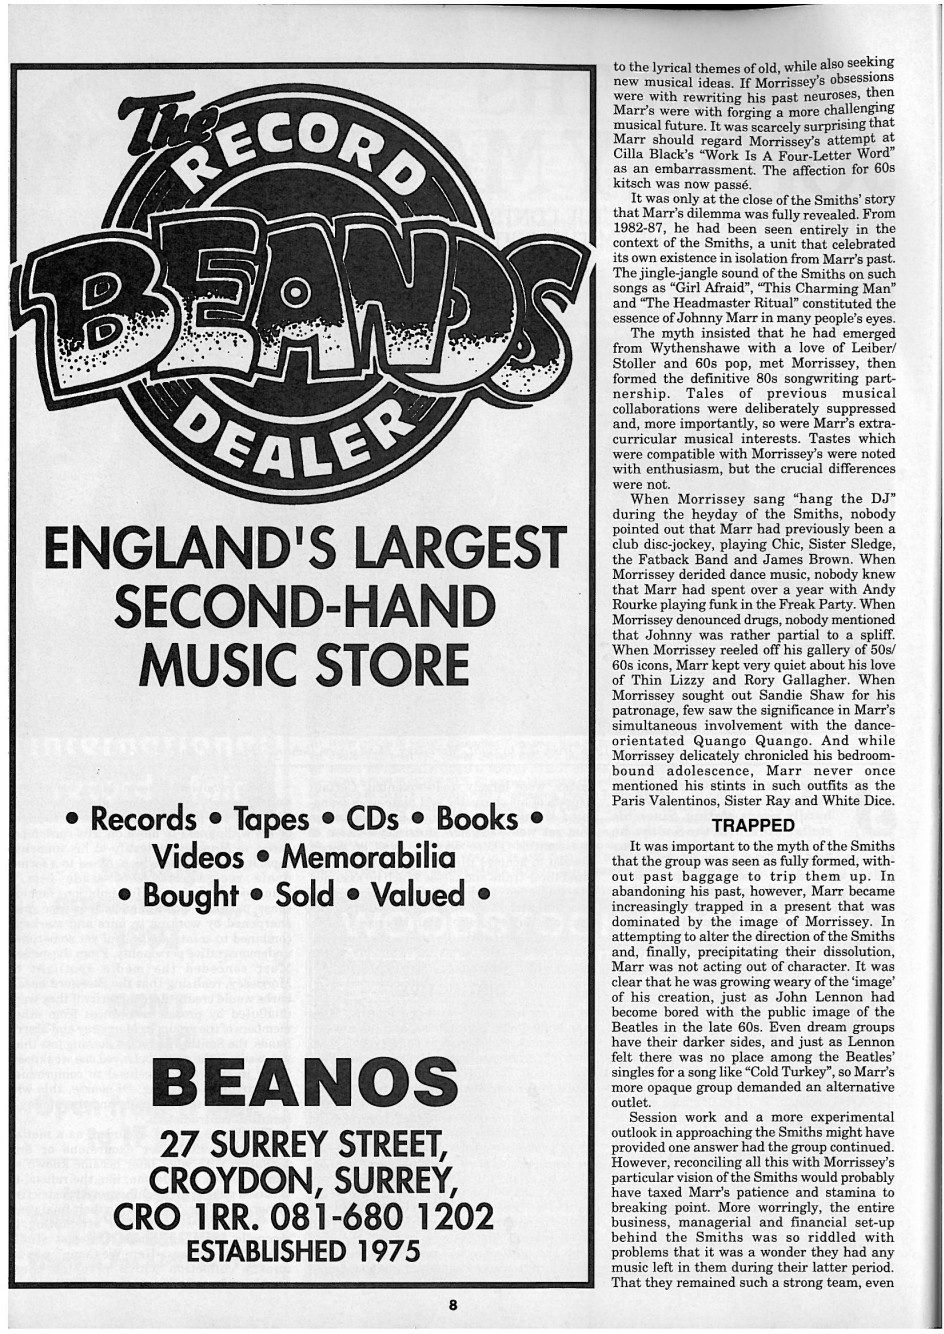 The
RECORD
BEANOS
DEALER
ENGLAND'S LARGEST
SECOND-HAND
MUSIC STORE
• Records • Tapes • CDs • Books •
Videos • Memorabilia
• Bought • Sold • Valued •
BEANOS
27 SURREY STREET,
CROYDON, SURREY,
CRO 1RR. 081-680 1202
ESTABLISHED 1975
to the lyrical themes of old, while also seeking
new musical ideas. If Morrissey's obsessions
were with rewriting his past neuroses, then
Marr's were with forging a more challenging
musical future. It was scarcely surprising that
Marr should regard Morrissey's attempt at
Cilla Black's "Work Is A Four-Letter Word"
as an embarrassment. The affection for 60s
kitsch was now passé.
It was only at the close of the Smiths' story
that Marr's dilemma was fully revealed. From
1982-87, he had been seen entirely in the
context of the Smiths, a unit that celebrated
its own existence in isolation from Marr's past.
The jingle-jangle sound of the Smiths on such
songs as "Girl Afraid", "This Charming Man"
and "The Headmaster Ritual" constituted the
essence of Johnny Marr in many people's eyes.
The myth insisted that he had emerged
from Wythenshawe with a love of Leiber/
Stoller and 60s pop, met Morrissey, then
formed the definitive 80s songwriting part-
nership. Tales of previous musical
collaborations were deliberately suppressed
and, more importantly, so were Marr's extra-
curricular musical interests. Tastes which
were compatible with Morrissey's were noted
with enthusiasm, but the crucial differences
were not.
When Morrissey sang "hang the DJ"
during the heyday of the Smiths, nobody
pointed out that Marr had previously been a
club disc-jockey, playing Chic, Sister Sledge,
the Fatback Band and James Brown. When
Morrissey derided dance music, nobody knew
that Marr had spent over a year with Andy
Rourke playing funk in the Freak Party. When
Morrissey denounced drugs, nobody mentioned
that Johnny was rather partial to a spliff.
When Morrissey reeled off his gallery of 50s/
60s icons, Marr kept very quiet about his love
of Thin Lizzy and Rory Gallagher. When
Morrissey sought out Sandie Shaw for his
patronage, few saw the significance in Marr's
simultaneous involvement with the dance-
orientated Quango Quango. And while
Morrissey delicately chronicled his bedroom-
bound adolescence, Marr never once
mentioned his stints in such outfits as the
Paris Valentinos, Sister Ray and White Dice.
TRAPPED
It was important to the myth of the Smiths
that the group was seen as fully formed, with-
out past baggage to trip them up. In
abandoning his past, however, Marr became
increasingly trapped in a present that was
dominated by the image of Morrissey. In
attempting to alter the direction of the Smiths
and, finally, precipitating their dissolution,
Marr was not acting out of character. It was
clear that he was growing weary of the 'image'
of his creation, just as John Lennon had
become bored with the public image of the
Beatles in the late 60s. Even dream groups
have their darker sides, and just as Lennon
felt there was no place among the Beatles'
singles for a song like "Cold Turkey", so Marr's
more opaque group demanded an alternative
outlet.
Session work and a more experimental
outlook in approaching the Smiths might have
provided one answer had the group continued.
However, reconciling all this with Morrissey's
particular vision of the Smiths would probably
have taxed Marr's patience and stamina to
breaking point. More worringly, the entire
business, managerial and financial set-up
behind the Smiths was so riddled with
problems that it was a wonder they had any
music left in them during their latter period.
That they remained such a strong team, even
8